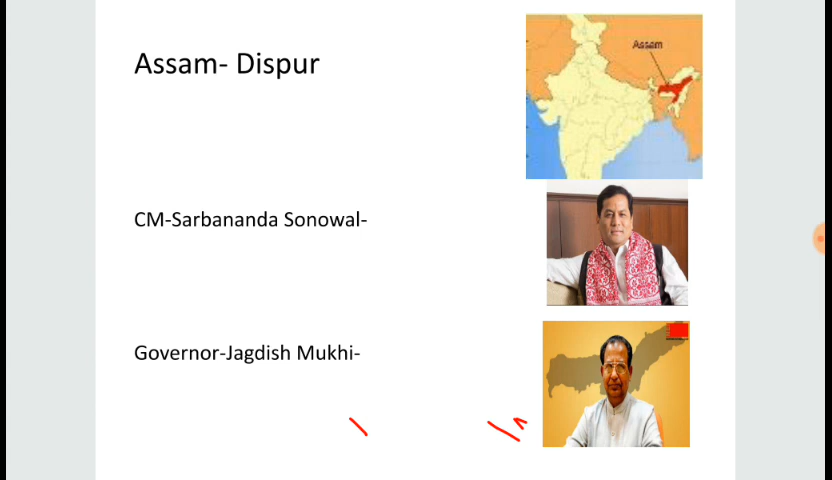 Assam- Dispur
Assam
CM-Sarbananda Sonowal-
Governor-Jagdish Mukhi-